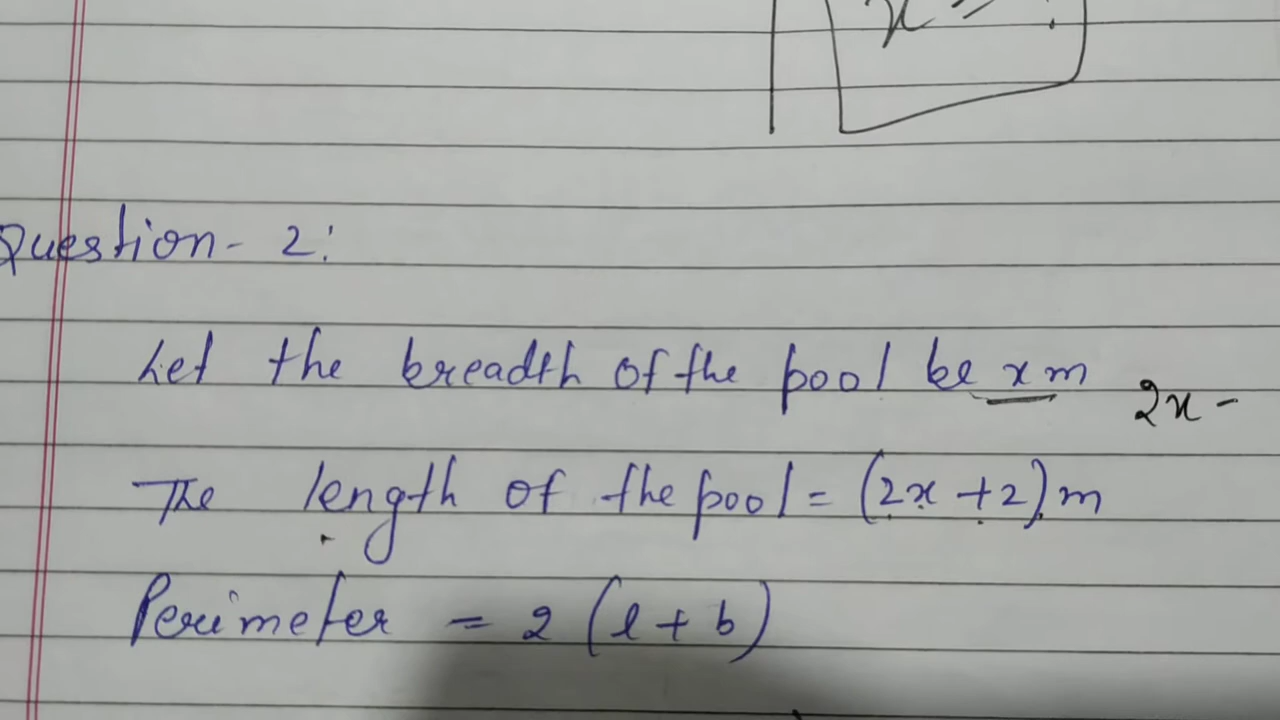 x = ?
Question- 2:
Let the breadth of the pool be x m
2x -
The length of the pool = (2x +2) m
Perimeter = 2 (l + b)